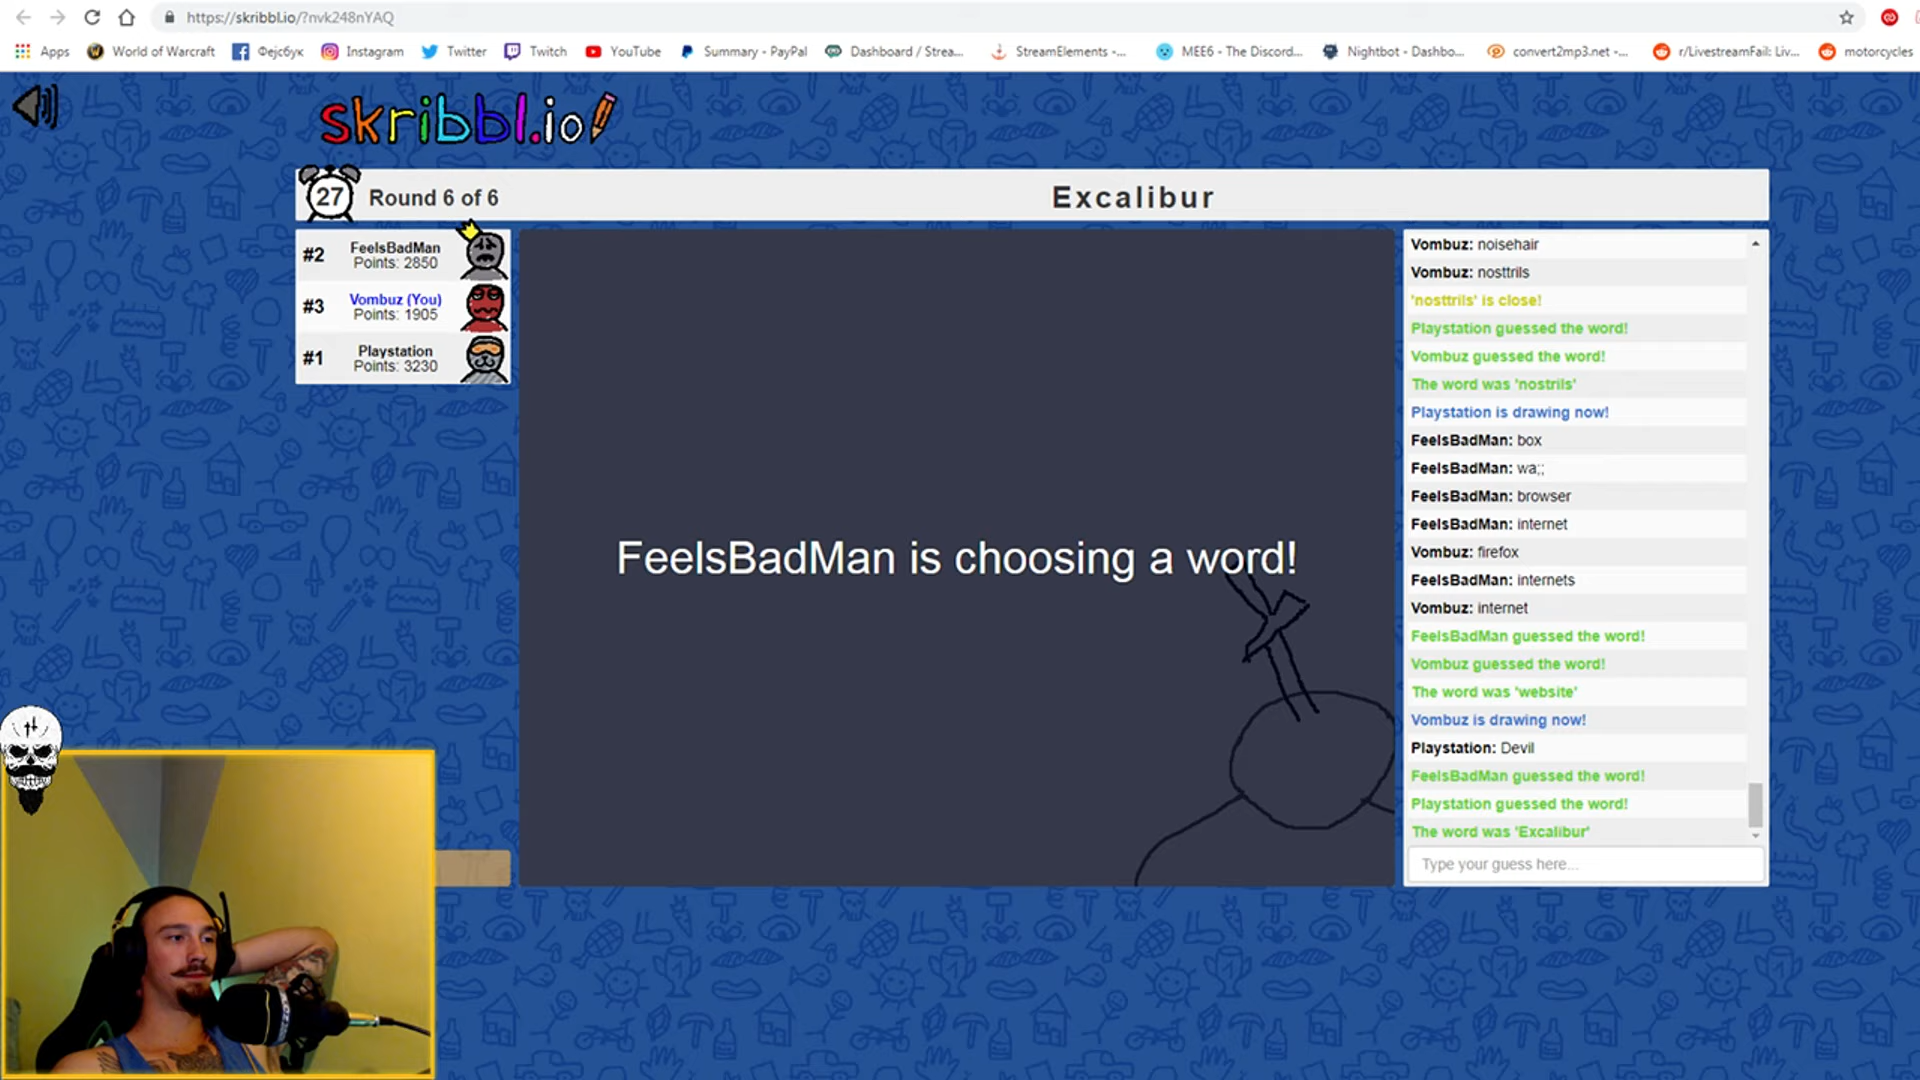 https://skribbl.io/?nvk248nYAQ
Apps World of Warcraft Фејсбук Instagram Twitter Twitch YouTube Summary - PayPal Dashboard / Strea... StreamElements -... MEE6 - The Discord... Nightbot - Dashbo... convert2mp3.net -... r/LivestreamFail: Liv... motorcycles
skribbl.io
27 Round 6 of 6 Excalibur
#2 FeelsBadMan
Points: 2850
#3 Vombuz (You)
Points: 1905
#1 Playstation
Points: 3230
FeelsBadMan is choosing a word!
Vombuz: noisehair
Vombuz: nosttrils
'nosttrils' is close!
Playstation guessed the word!
Vombuz guessed the word!
The word was 'nostrils'
Playstation is drawing now!
FeelsBadMan: box
FeelsBadMan: wa;;
FeelsBadMan: browser
FeelsBadMan: internet
Vombuz: firefox
FeelsBadMan: internets
Vombuz: internet
FeelsBadMan guessed the word!
Vombuz guessed the word!
The word was 'website'
Vombuz is drawing now!
Playstation: Devil
FeelsBadMan guessed the word!
Playstation guessed the word!
The word was 'Excalibur'
Type your guess here...